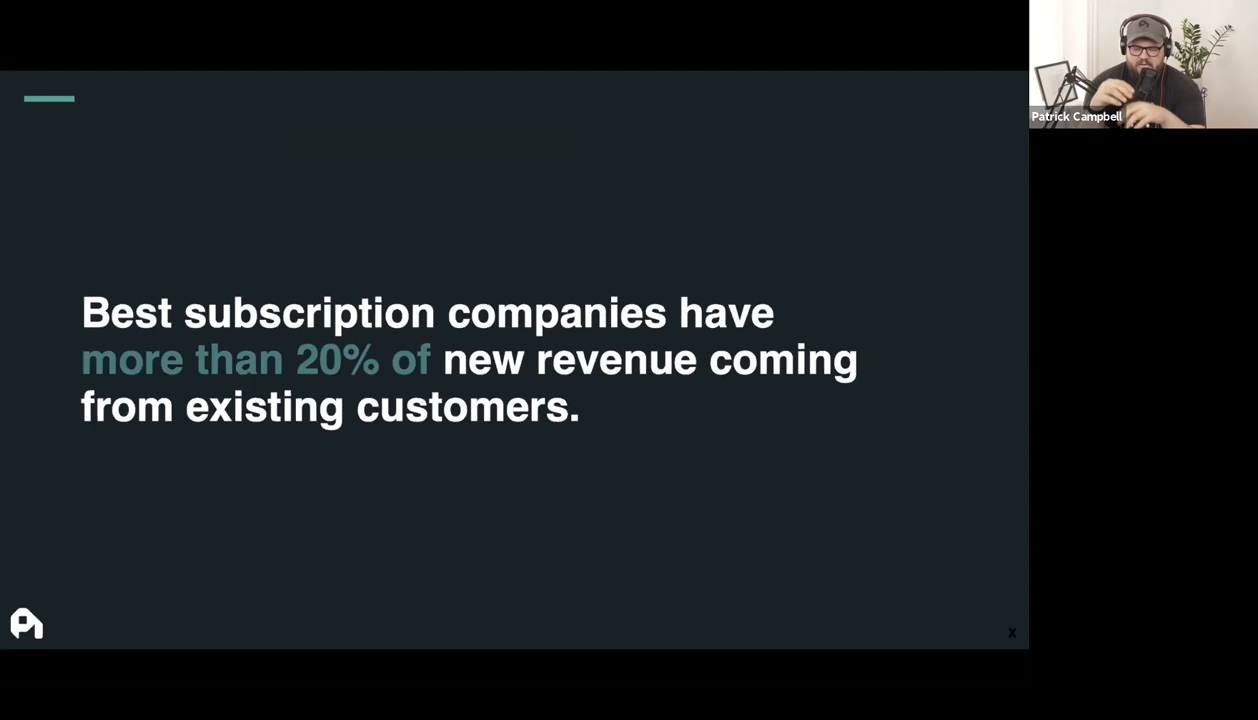 Patrick Campbell
Best subscription companies have
more than 20% of new revenue coming
from existing customers.
x